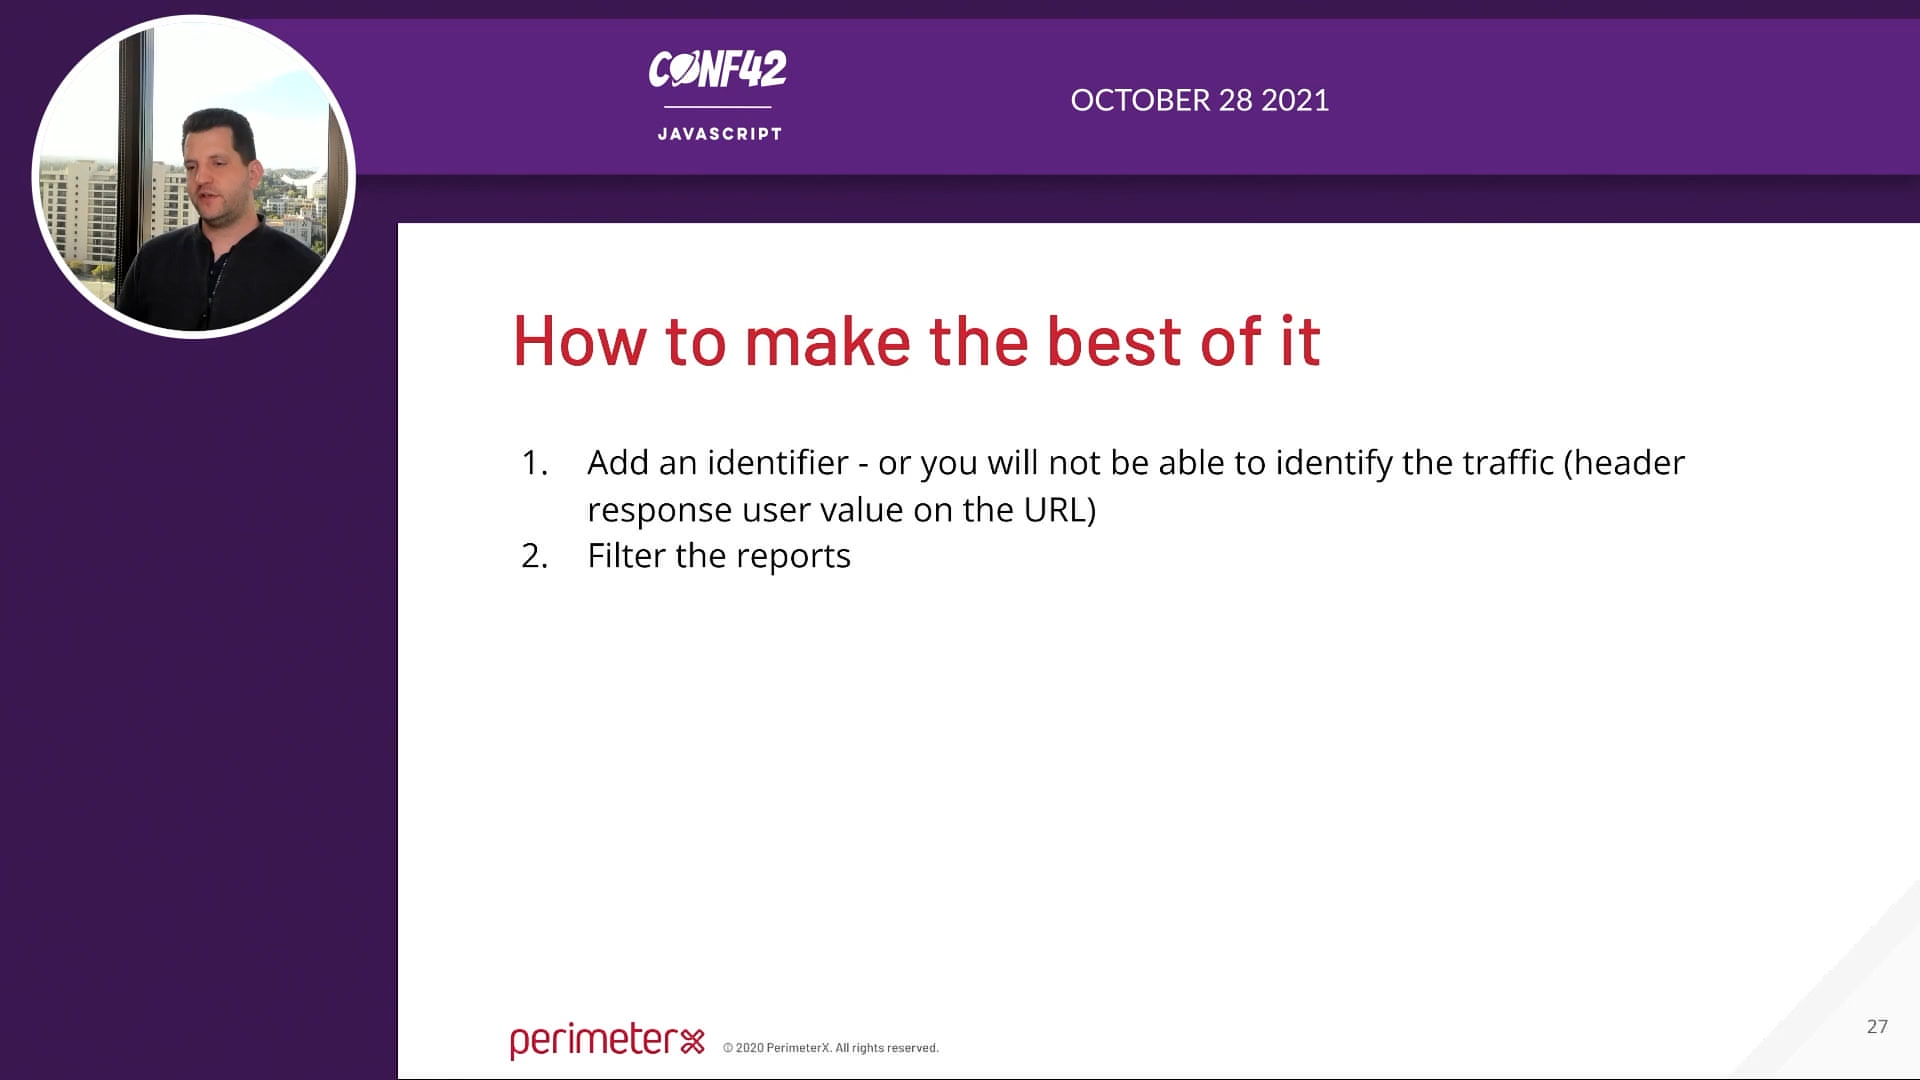 CONF42
JAVASCRIPT
OCTOBER 28 2021
How to make the best of it
1. Add an identifier - or you will not be able to identify the traffic (header
response user value on the URL)
2. Filter the reports
perimeterx
© 2020 PerimeterX. All rights reserved.
27